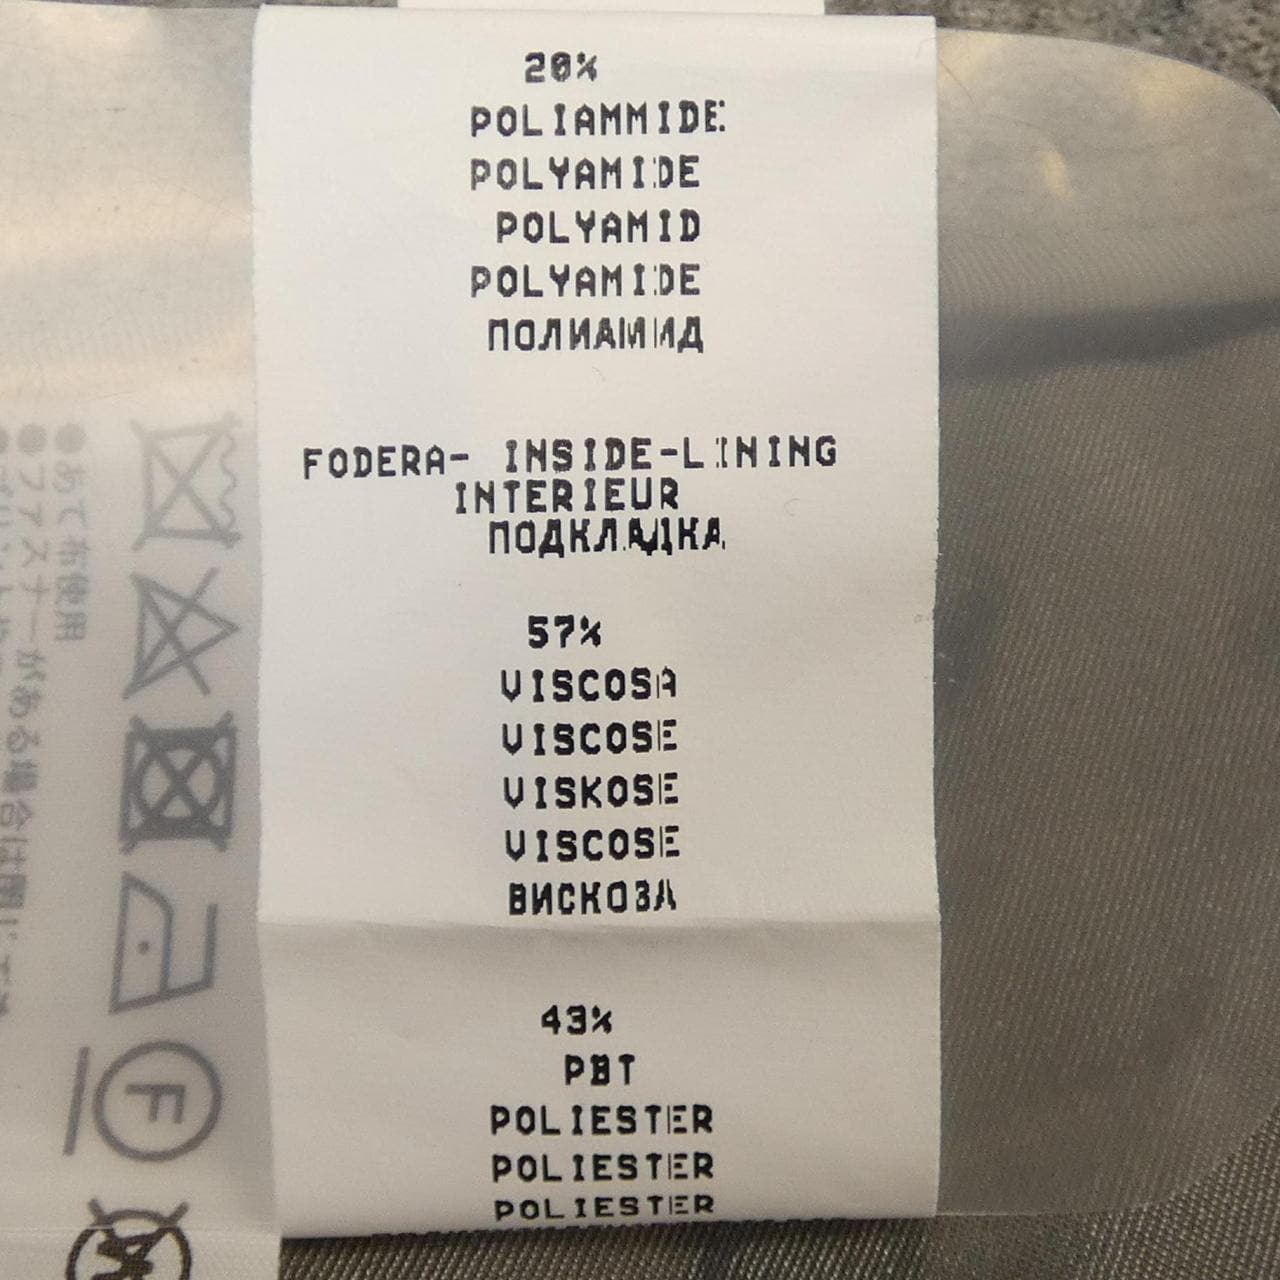 20%
POLIAMMIDE
POLYAMIDE
POLYAMID
POLYAMIDE
ПОЛИАМИД
FODERA- INSIDE-LINING
INTERIEUR
ПОДКЛАДКА
57%
VISCOSA
VISCOSE
VISKOSE
VISCOSE
ВИСКОЗА
43%
PBT
POLIESTER
POLIESTER
POLIESTER
●あて布使用
●ファスナーがある場合は閉じて
F